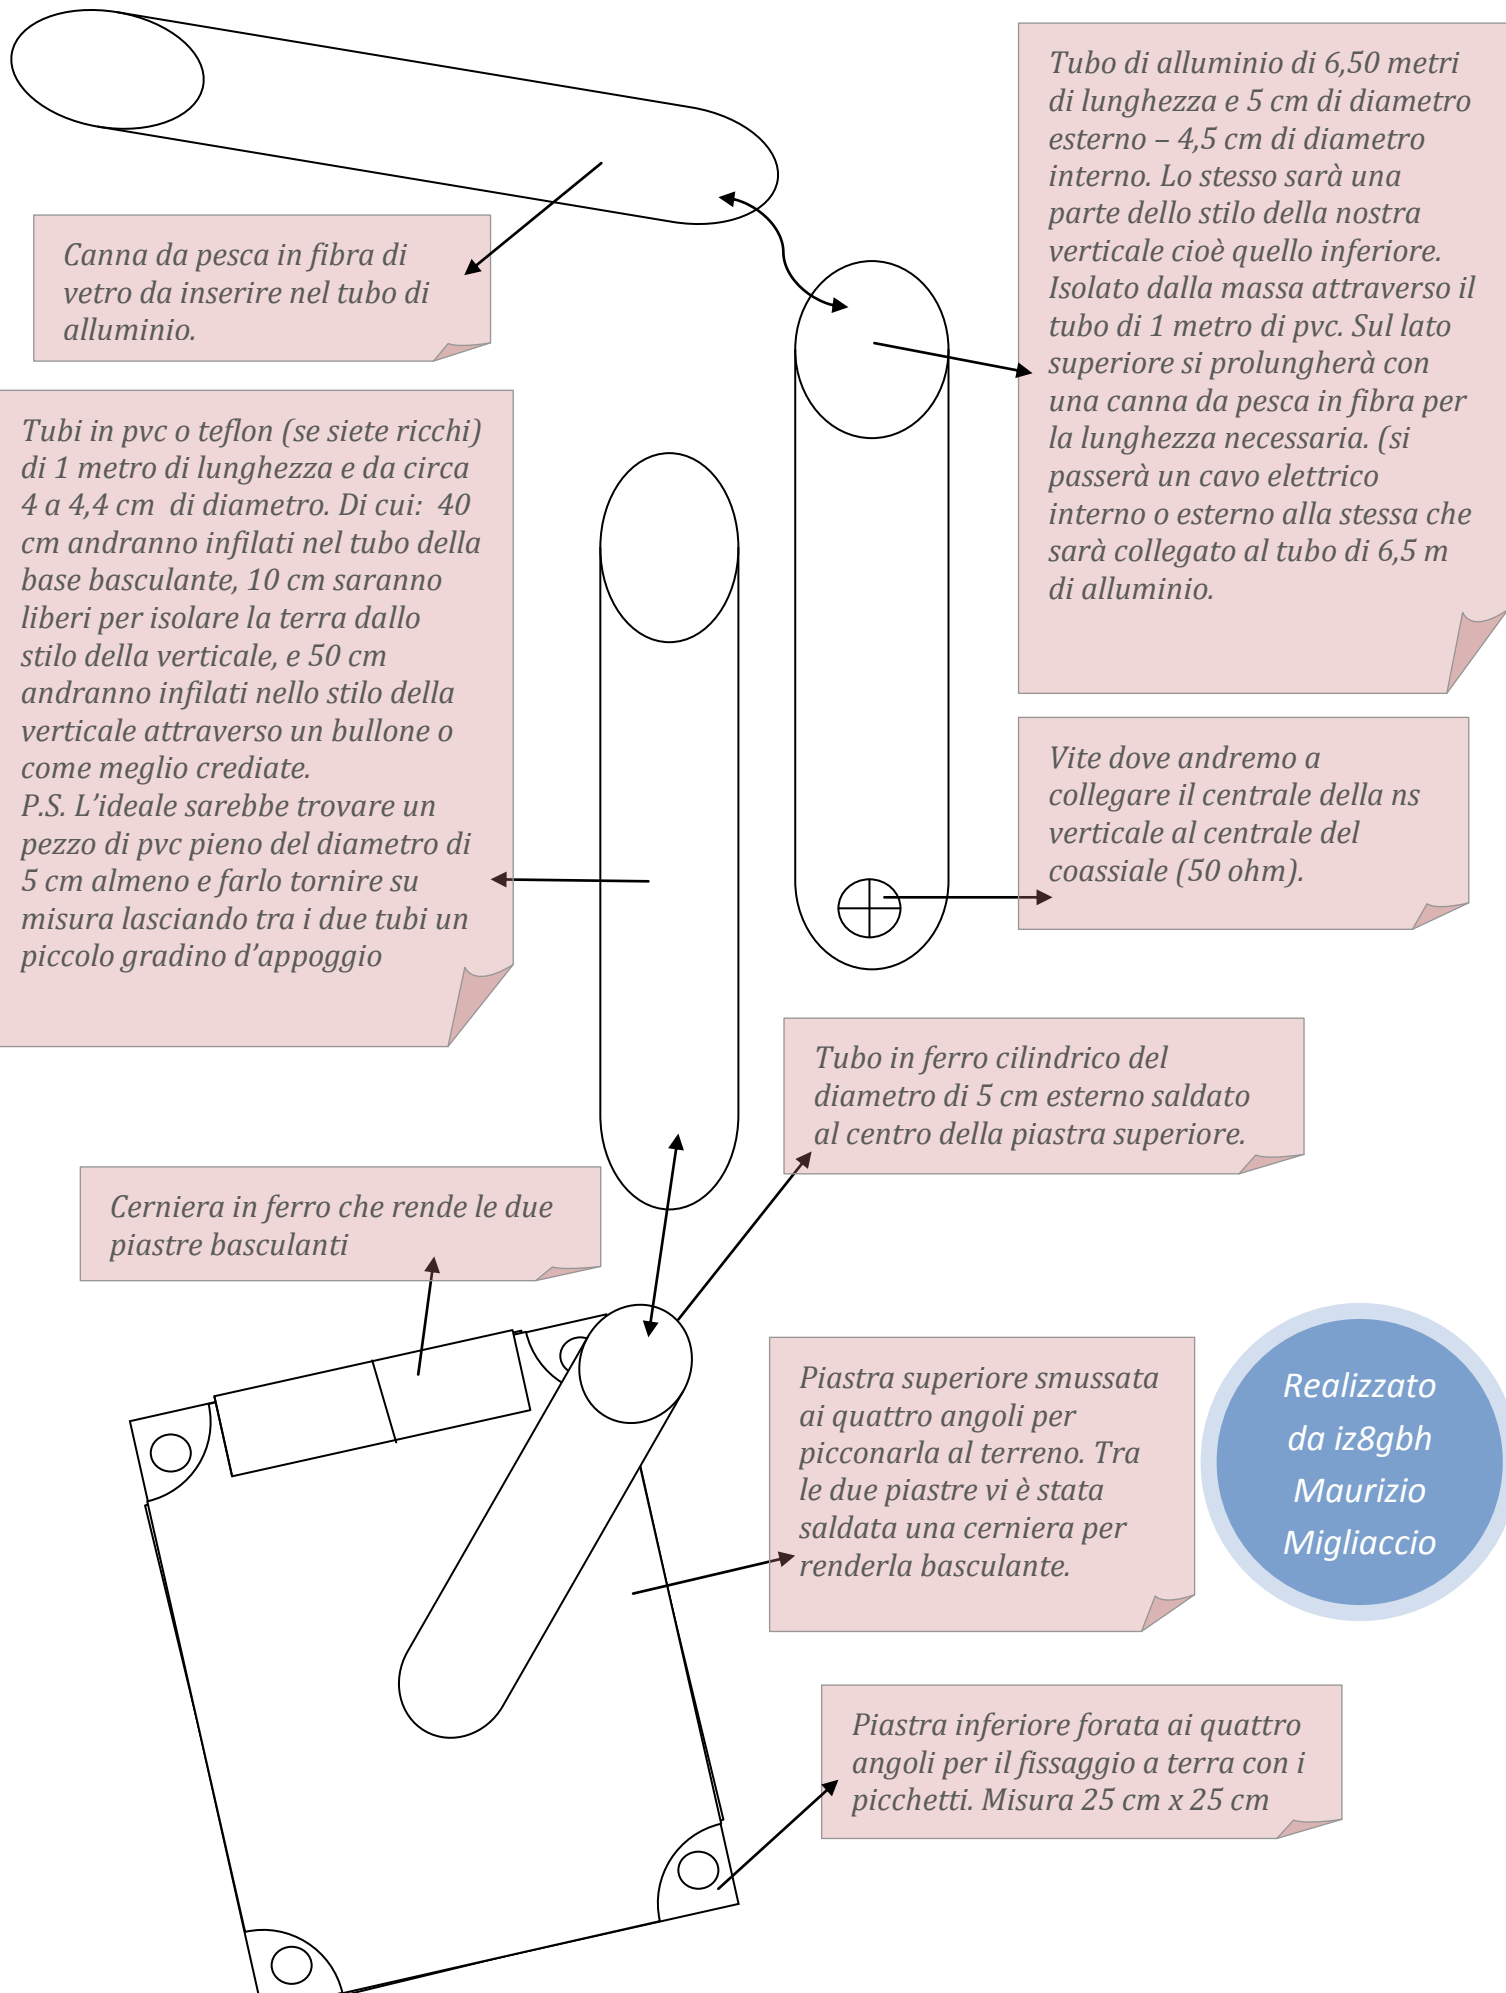 Tubo di alluminio di 6,50 metri
di lunghezza e 5 cm di diametro
esterno – 4,5 cm di diametro
interno. Lo stesso sarà una
parte dello stilo della nostra
verticale cioè quello inferiore.
Isolato dalla massa attraverso il
tubo di 1 metro di pvc. Sul lato
superiore si prolungherà con
una canna da pesca in fibra per
la lunghezza necessaria. (si
passerà un cavo elettrico
interno o esterno alla stessa che
sarà collegato al tubo di 6,5 m
di alluminio.
Canna da pesca in fibra di
vetro da inserire nel tubo di
alluminio.
Tubi in pvc o teflon (se siete ricchi)
di 1 metro di lunghezza e da circa
4 a 4,4 cm di diametro. Di cui: 40
cm andranno infilati nel tubo della
base basculante, 10 cm saranno
liberi per isolare la terra dallo
stilo della verticale, e 50 cm
andranno infilati nello stilo della
verticale attraverso un bullone o
come meglio crediate.
P.S. L'ideale sarebbe trovare un
pezzo di pvc pieno del diametro di
5 cm almeno e farlo tornire su
misura lasciando tra i due tubi un
piccolo gradino d'appoggio
Vite dove andremo a
collegare il centrale della ns
verticale al centrale del
coassiale (50 ohm).
Tubo in ferro cilindrico del
diametro di 5 cm esterno saldato
al centro della piastra superiore.
Cerniera in ferro che rende le due
piastre basculanti
Piastra superiore smussata
ai quattro angoli per
picconarla al terreno. Tra
le due piastre vi è stata
saldata una cerniera per
renderla basculante.
Realizzato
da iz8gbh
Maurizio
Migliaccio
Piastra inferiore forata ai quattro
angoli per il fissaggio a terra con i
picchetti. Misura 25 cm x 25 cm